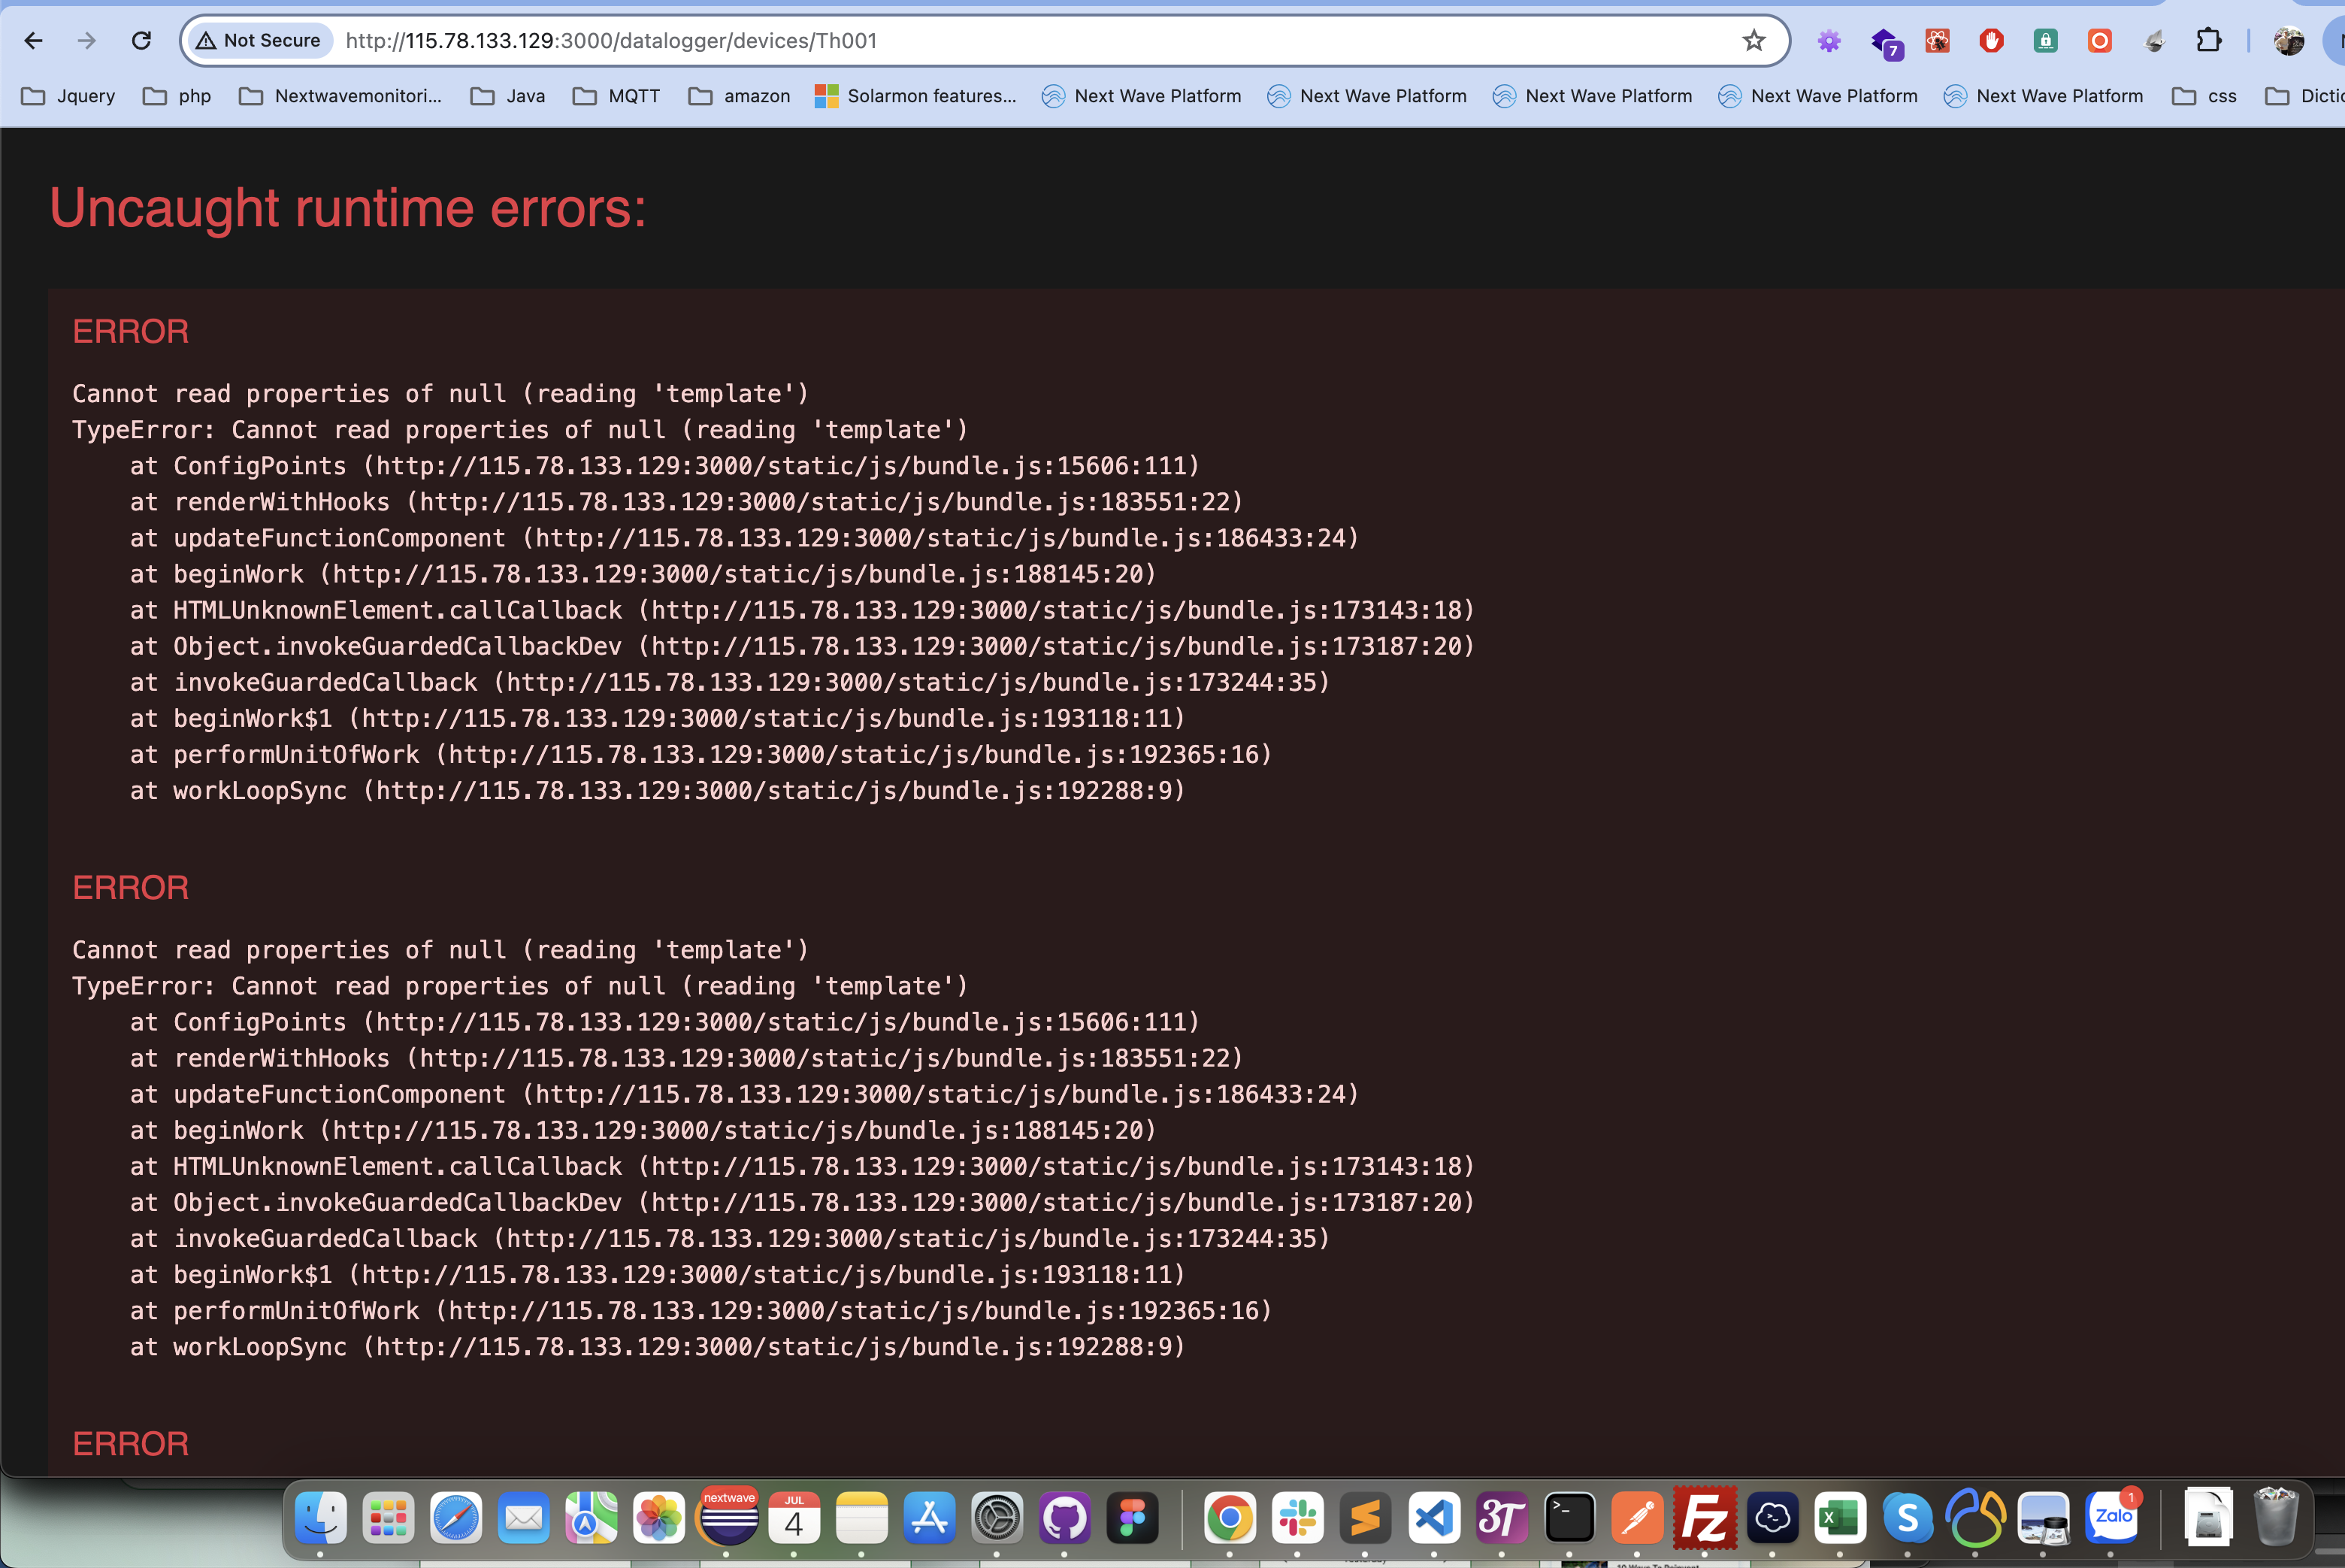 Not Secure
http://115.78.133.129:3000/datalogger/devices/Th001
7
Jquery
php
Nextwavemonitori...
Java
MQTT
amazon
Solarmon features...
Next Wave Platform
Next Wave Platform
Next Wave Platform
Next Wave Platform
Next Wave Platform
css
Uncaught runtime errors:
ERROR
Cannot read properties of null (reading 'template')
TypeError: Cannot read properties of null (reading 'template')
at ConfigPoints (http://115.78.133.129:3000/static/js/bundle.js:15606:111)
at renderWithHooks (http://115.78.133.129:3000/static/js/bundle.js:183551:22)
at updateFunctionComponent (http://115.78.133.129:3000/static/js/bundle.js:186433:24)
at beginWork (http://115.78.133.129:3000/static/js/bundle.js:188145:20)
at HTMLUnknownElement.callCallback (http://115.78.133.129:3000/static/js/bundle.js:173143:18)
at Object.invokeGuardedCallbackDev (http://115.78.133.129:3000/static/js/bundle.js:173187:20)
at invokeGuardedCallback (http://115.78.133.129:3000/static/js/bundle.js:173244:35)
at beginWork$1 (http://115.78.133.129:3000/static/js/bundle.js:193118:11)
at performUnitOfWork (http://115.78.133.129:3000/static/js/bundle.js:192365:16)
at workLoopSync (http://115.78.133.129:3000/static/js/bundle.js:192288:9)
ERROR
Cannot read properties of null (reading 'template')
TypeError: Cannot read properties of null (reading 'template')
at ConfigPoints (http://115.78.133.129:3000/static/js/bundle.js:15606:111)
at renderWithHooks (http://115.78.133.129:3000/static/js/bundle.js:183551:22)
at updateFunctionComponent (http://115.78.133.129:3000/static/js/bundle.js:186433:24)
at beginWork (http://115.78.133.129:3000/static/js/bundle.js:188145:20)
at HTMLUnknownElement.callCallback (http://115.78.133.129:3000/static/js/bundle.js:173143:18)
at Object.invokeGuardedCallbackDev (http://115.78.133.129:3000/static/js/bundle.js:173187:20)
at invokeGuardedCallback (http://115.78.133.129:3000/static/js/bundle.js:173244:35)
at beginWork$1 (http://115.78.133.129:3000/static/js/bundle.js:193118:11)
at performUnitOfWork (http://115.78.133.129:3000/static/js/bundle.js:192365:16)
at workLoopSync (http://115.78.133.129:3000/static/js/bundle.js:192288:9)
ERROR
nextwave
JUL
4
3T
Fz
X
S
Zalo
1